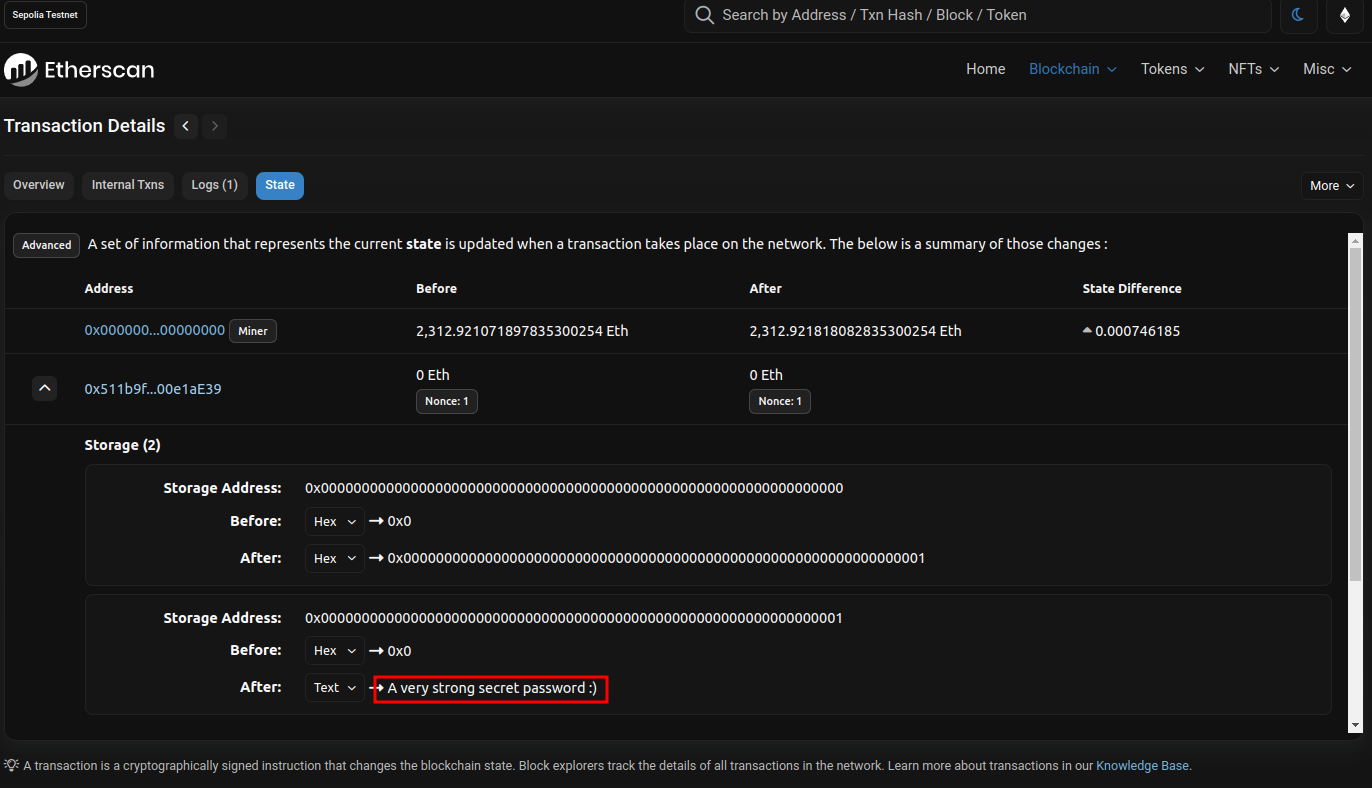 Sepolia Testnet
Search by Address / Txn Hash / Block / Token
Etherscan
Home Blockchain Tokens NFTs Misc
Transaction Details
Overview Internal Txns Logs (1) State More
Advanced A set of information that represents the current state is updated when a transaction takes place on the network. The below is a summary of those changes :
Address Before After State Difference
0x000000...00000000 Miner 2,312.921071897835300254 Eth 2,312.921818082835300254 Eth 0.000746185
0x511b9f...00e1aE39 0 Eth 0 Eth
Nonce: 1 Nonce: 1
Storage (2)
Storage Address: 0x0000000000000000000000000000000000000000000000000000000000000000
Before: Hex → 0x0
After: Hex → 0x0000000000000000000000000000000000000000000000000000000000000001
Storage Address: 0x0000000000000000000000000000000000000000000000000000000000000001
Before: Hex → 0x0
After: Text → A very strong secret password :)
A transaction is a cryptographically signed instruction that changes the blockchain state. Block explorers track the details of all transactions in the network. Learn more about transactions in our Knowledge Base.